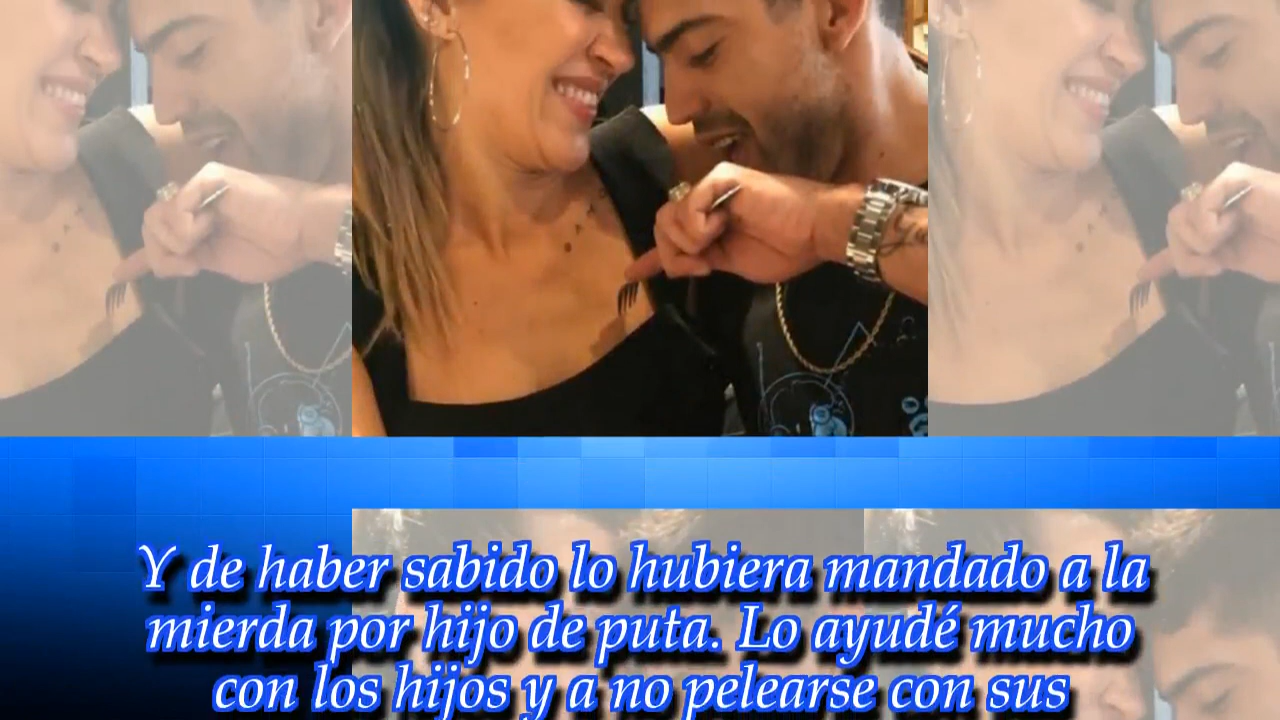 Y de haber sabido lo hubiera mandado a la
mierda por hijo de puta. Lo ayudé mucho
con los hijos y a no pelearse con sus